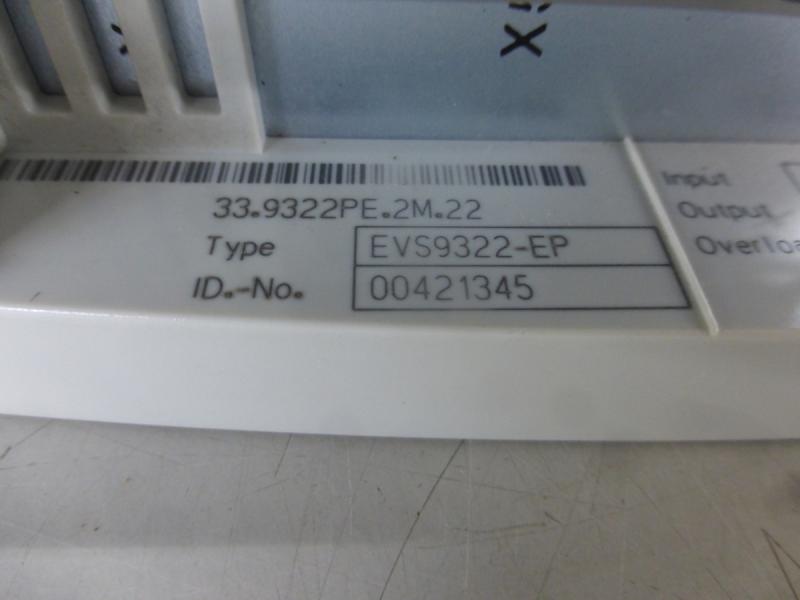 33.9322PE.2M.22
Type EVS9322-EP
ID.-No. 00421345
Input
Output